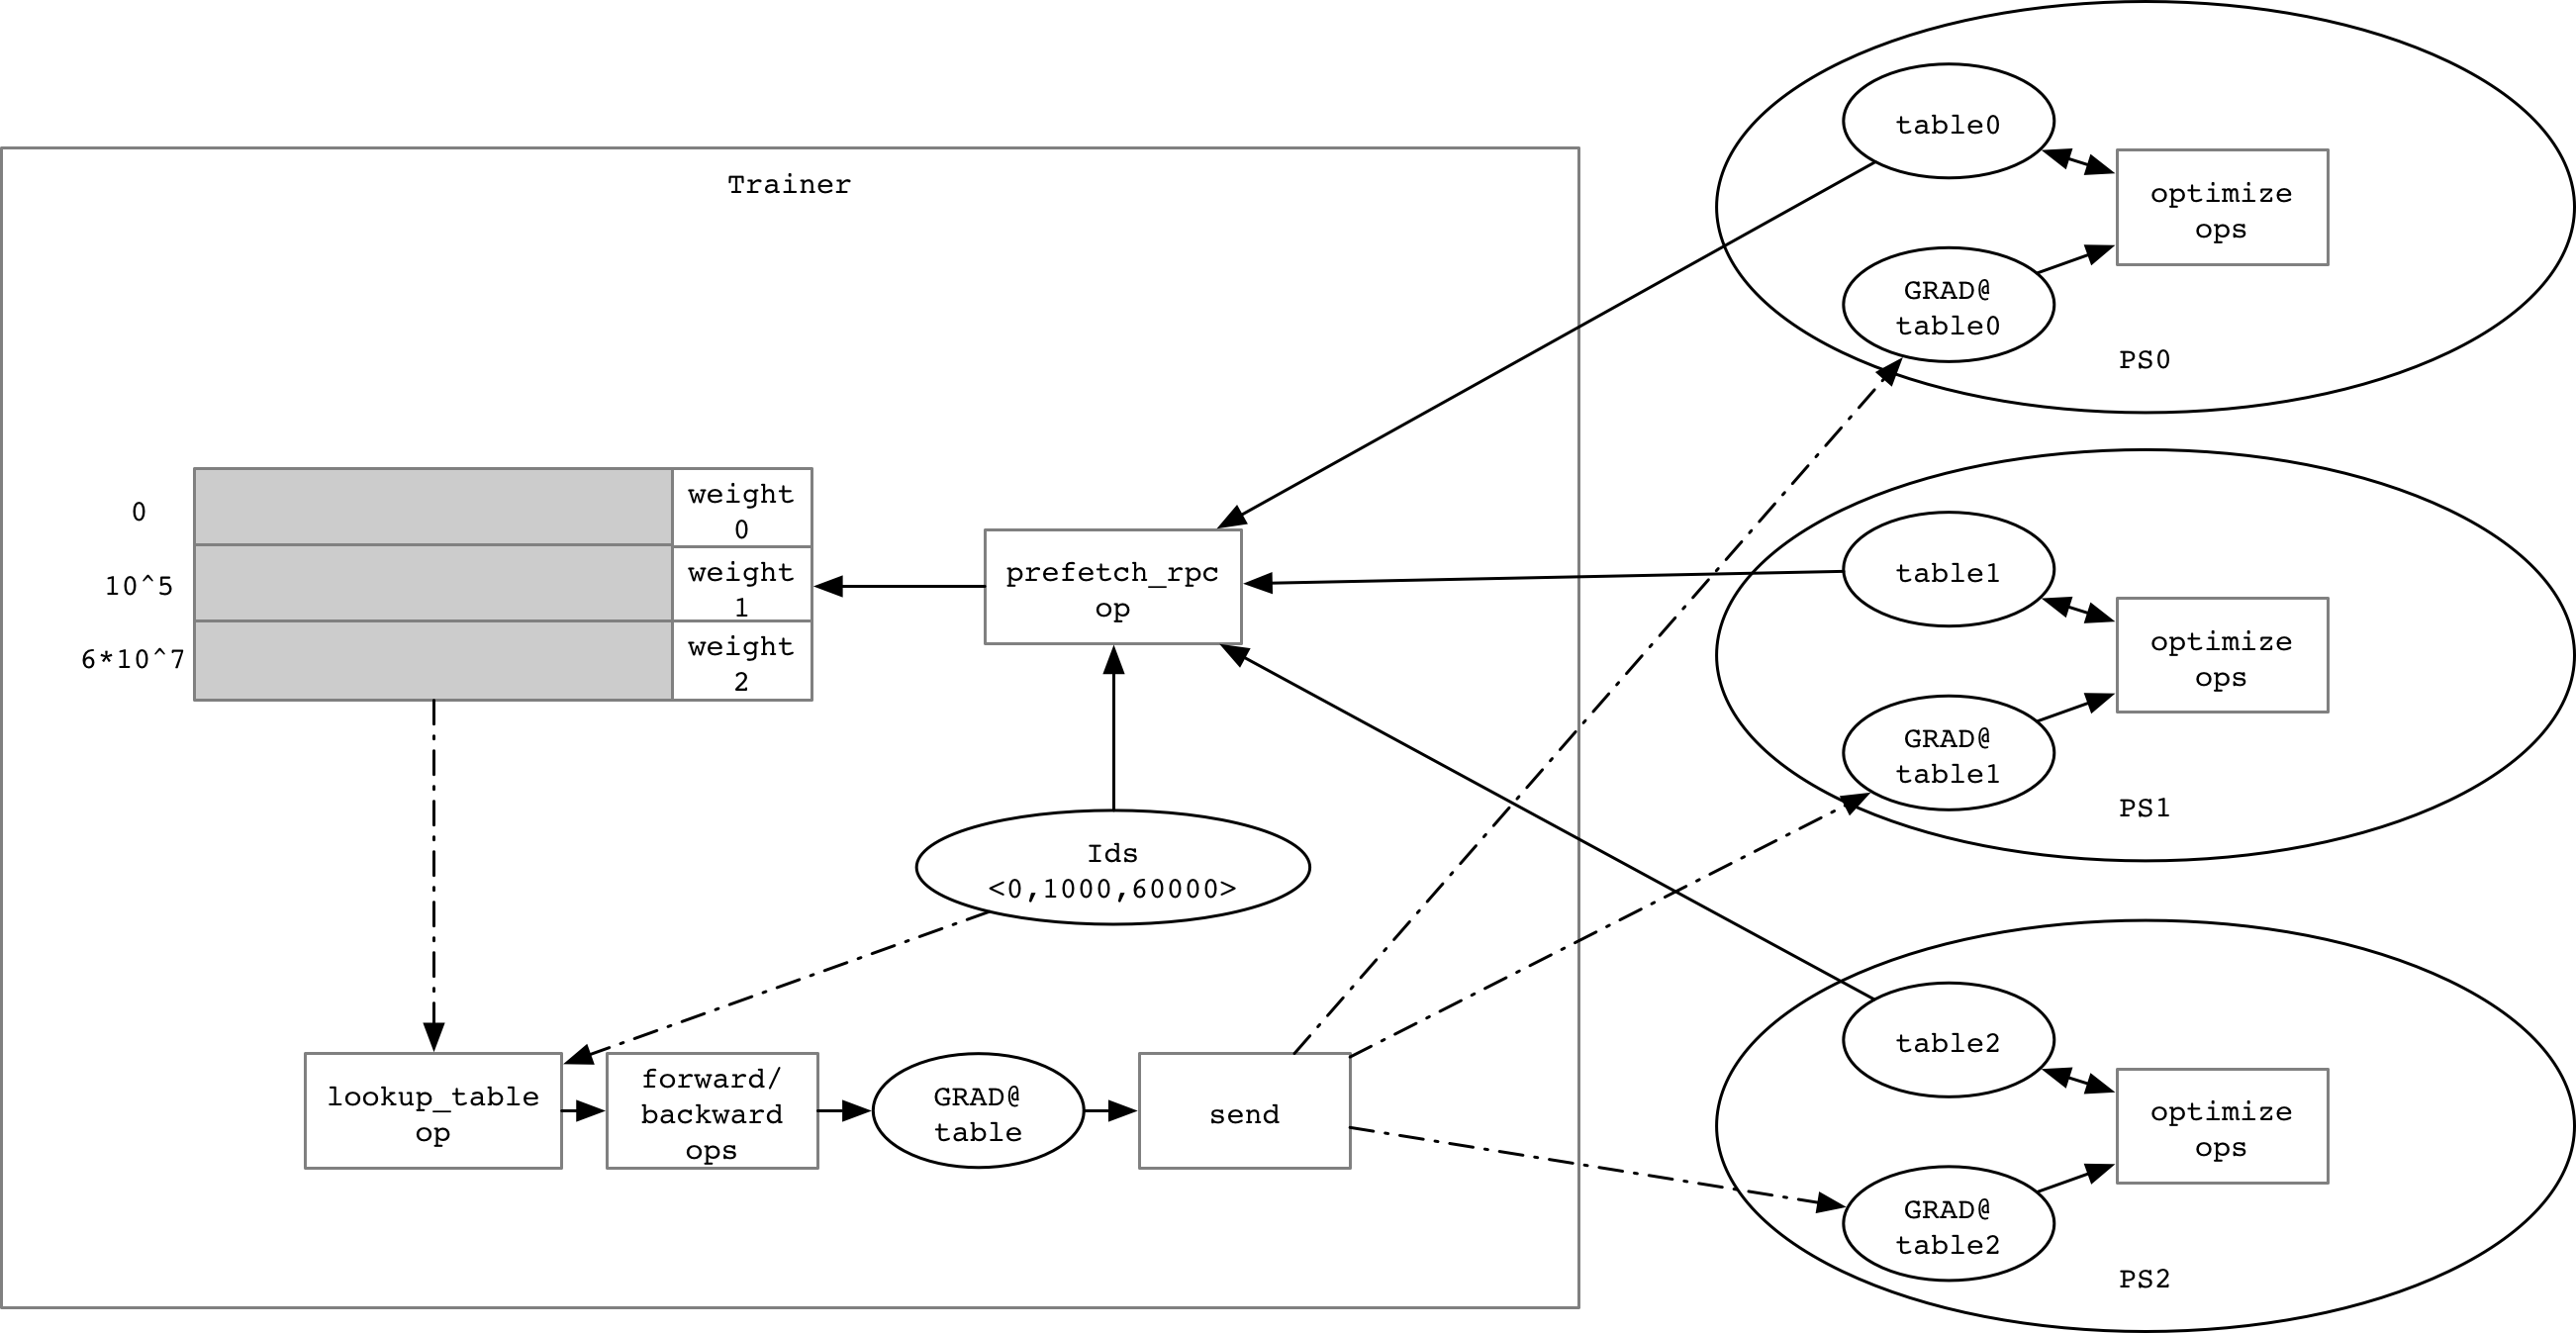 Trainer
0
10^5
6*10^7
weight
0
weight
1
weight
2
prefetch_rpc
op
Ids
<0,1000,60000>
lookup_table
op
forward/
backward
ops
GRAD@
table
send
table0
optimize
ops
GRAD@
table0
PS0
table1
optimize
ops
GRAD@
table1
PS1
table2
optimize
ops
GRAD@
table2
PS2